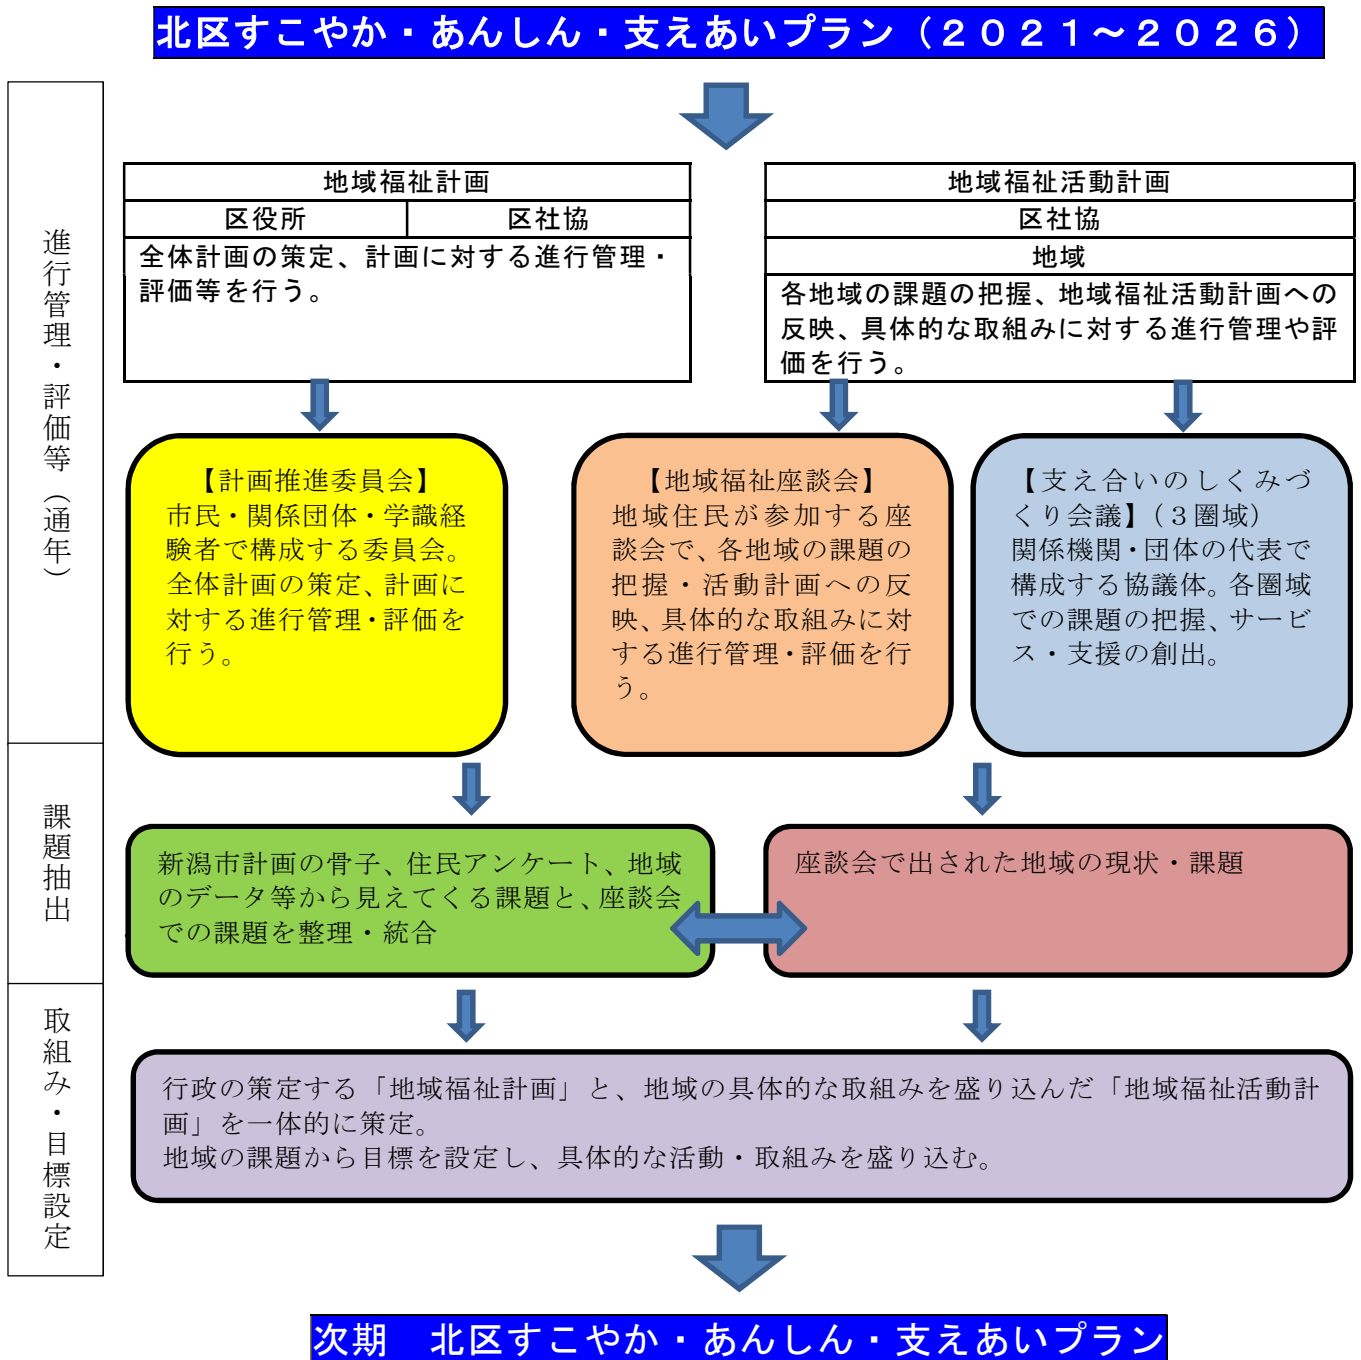 北区すこやか・あんしん・支えあいプラン（２０２１～２０２６）
進行管理・評価等（通年）
地域福祉計画
区役所
区社協
全体計画の策定、計画に対する進行管理・
評価等を行う。
地域福祉活動計画
区社協
地域
各地域の課題の把握、地域福祉活動計画への
反映、具体的な取組みに対する進行管理や評
価を行う。
【計画推進委員会】
市民・関係団体・学識経
験者で構成する委員会。
全体計画の策定、計画に
対する進行管理・評価を
行う。
【地域福祉座談会】
地域住民が参加する座
談会で、各地域の課題の
把握・活動計画への反
映、具体的な取組みに対
する進行管理・評価を行
う。
【支え合いのしくみづ
くり会議】（３圏域）
関係機関・団体の代表で
構成する協議体。各圏域
での課題の把握、サービ
ス・支援の創出。
課題抽出
新潟市計画の骨子、住民アンケート、地域
のデータ等から見えてくる課題と、座談会
での課題を整理・統合
座談会で出された地域の現状・課題
取組み・目標設定
行政の策定する「地域福祉計画」と、地域の具体的な取組みを盛り込んだ「地域福祉活動計
画」を一体的に策定。
地域の課題から目標を設定し、具体的な活動・取組みを盛り込む。
次期　北区すこやか・あんしん・支えあいプラン